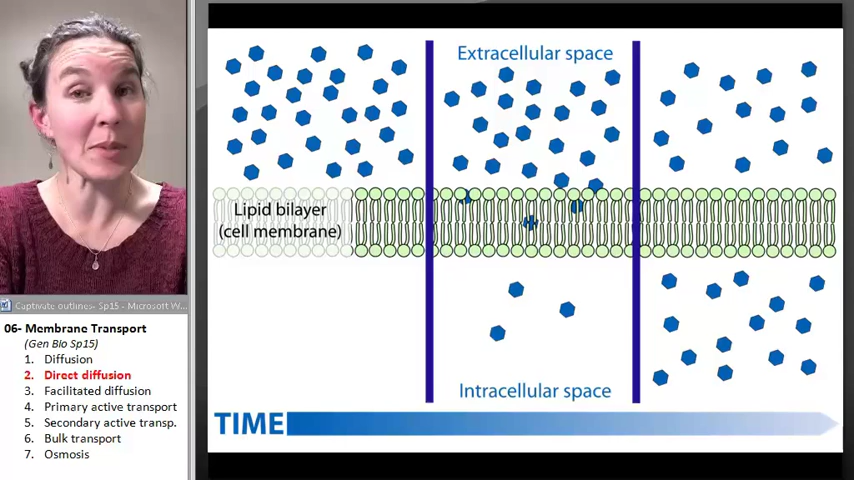 Extracellular space
Lipid bilayer
(cell membrane)
Intracellular space
TIME
Captivate outlines- Sp15 - Microsoft W...
06- Membrane Transport
(Gen Bio Sp15)
1. Diffusion
2. Direct diffusion
3. Facilitated diffusion
4. Primary active transport
5. Secondary active transp.
6. Bulk transport
7. Osmosis